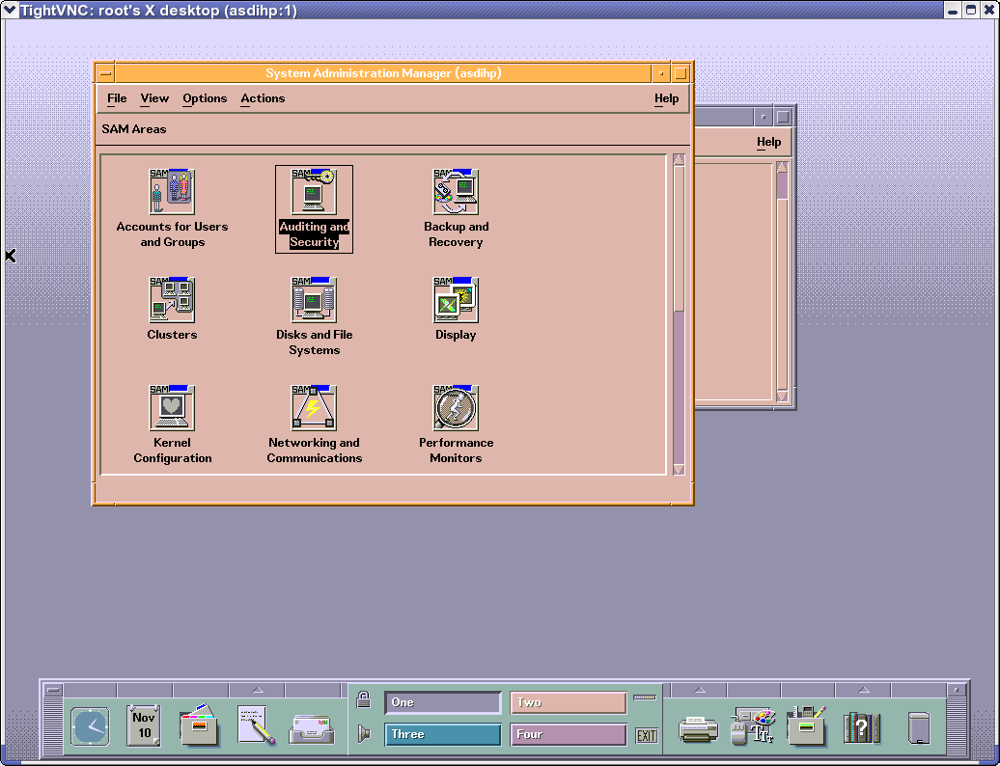 TightVNC: root's X desktop (asdihp:1)
System Administration Manager (asdihp)
File View Options Actions Help
SAM Areas
Help
SAM SAM SAM
Accounts for Users
and Groups
Auditing and
Security
Backup and
Recovery
SAM SAM SAM
Clusters
Disks and File
Systems
Display
SAM SAM SAM
Kernel
Configuration
Networking and
Communications
Performance
Monitors
One Two
Nov
10
Three Four EXIT
?